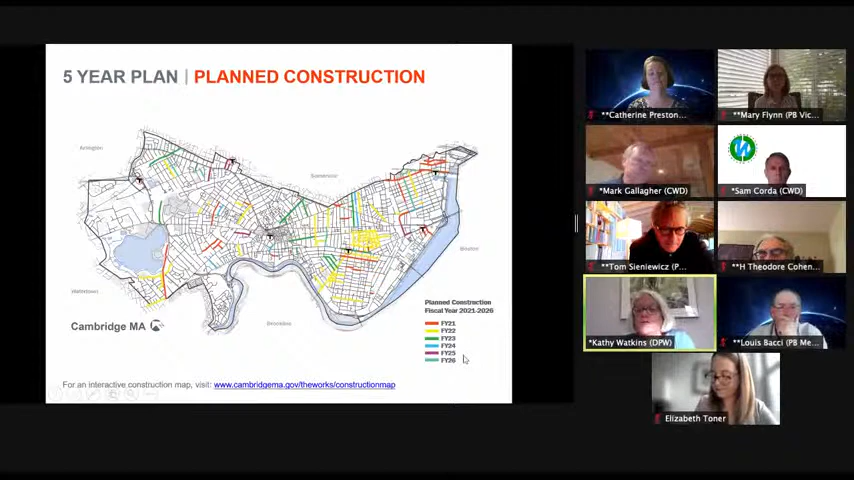 5 YEAR PLAN | PLANNED CONSTRUCTION
Arlington
Somerville
Boston
Watertown
Brookline
Cambridge MA
Planned Construction
Fiscal Year 2021-2026
FY21
FY22
FY23
FY24
FY25
FY26
For an interactive construction map, visit: www.cambridgema.gov/theworks/constructionmap
**Catherine Preston...
**Mary Flynn (PB Vic...
*Mark Gallagher (CWD)
*Sam Corda (CWD)
**Tom Sieniewicz (P...
**H Theodore Cohen...
*Kathy Watkins (DPW)
**Louis Bacci (PB Me...
Elizabeth Toner